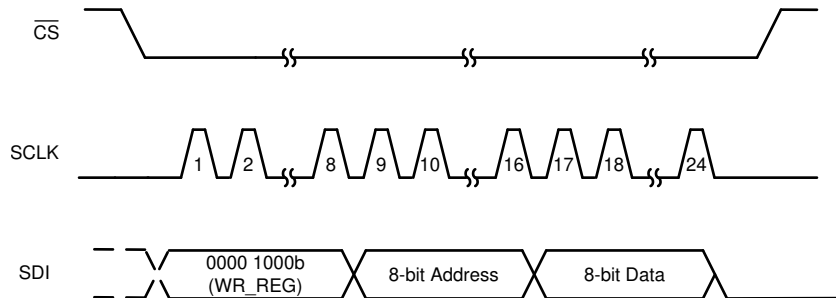 CS
SCLK
1 2 8 9 10 16 17 18 24
SDI
0000 1000b
(WR_REG)
8-bit Address
8-bit Data